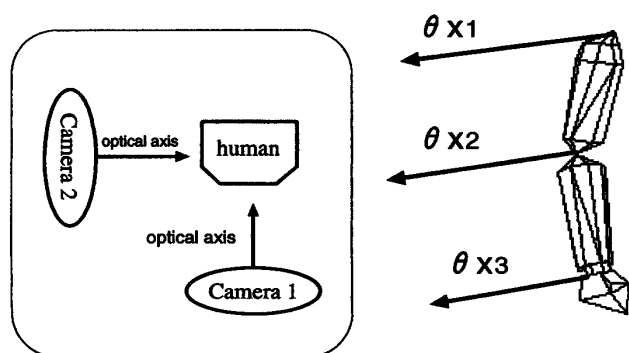 Camera 2
optical axis
human
optical axis
Camera 1
θ X1
θ X2
θ X3